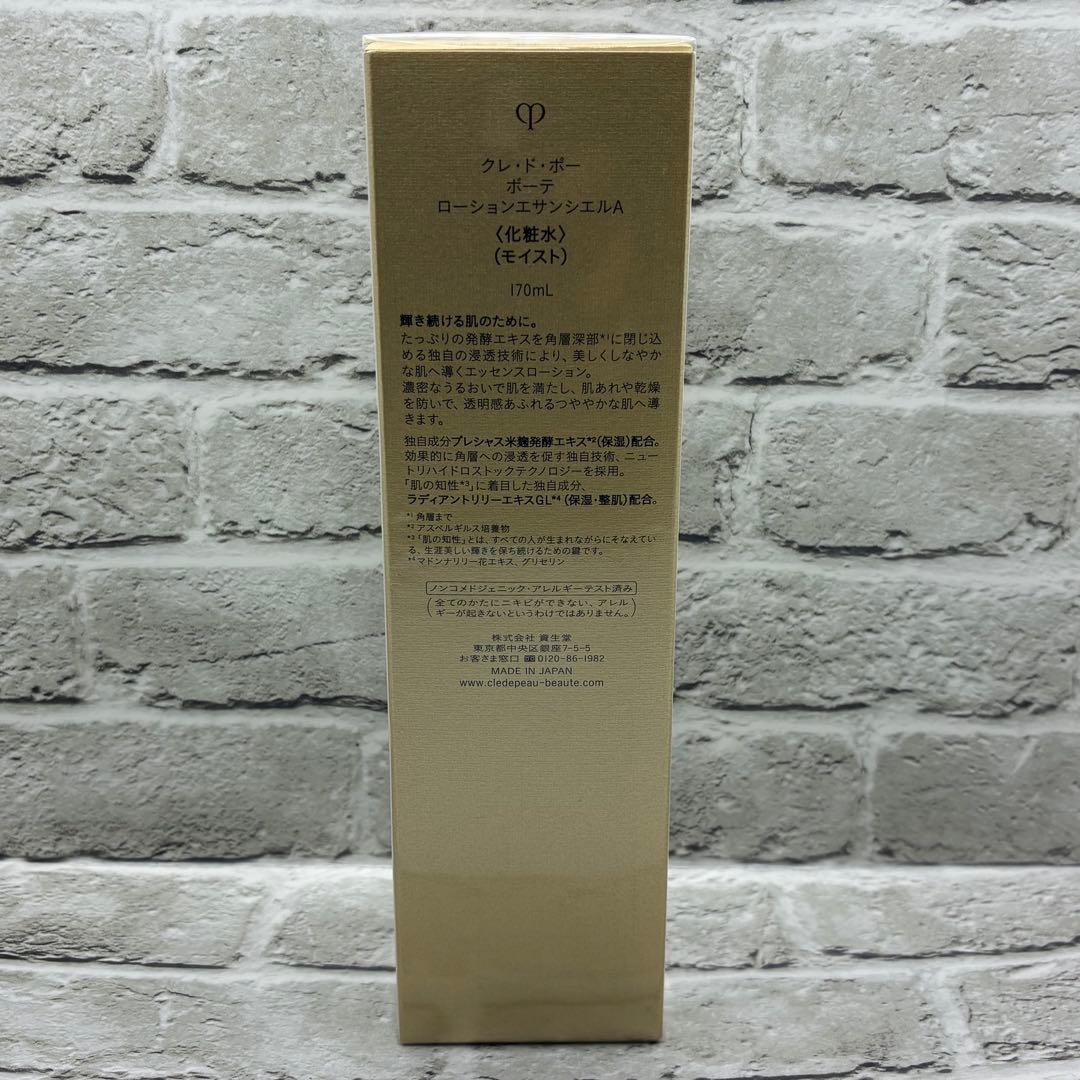 クレ・ド・ポー
ボーテ
ローションエサンシエルA
〈化粧水〉
(モイスト)
170mL
輝き続ける肌のために。
たっぷりの発酵エキスを角層深部*1に閉じ込
める独自の浸透技術により、美しくしなやか
な肌へ導くエッセンスローション。
濃密なうるおいで肌を満たし、肌あれや乾燥
を防いで、透明感あふれるつややかな肌へ導
きます。
独自成分プレシャス米麹発酵エキス*2(保湿)配合。
効果的に角層への浸透を促す独自技術、ニュー
トリハイドロストックテクノロジーを採用。
「肌の知性*3」に着目した独自成分、
ラディアントリリーエキスGL*4(保湿・整肌)配合。
*1 角層まで
*2 アスペルギルス培養物
*3「肌の知性」とは、すべての人が生まれながらにそなえてい
る、生涯美しい輝きを保ち続けるための鍵です。
*4 マドンナリリー花エキス、グリセリン
ノンコメドジェニック・アレルギーテスト済み
(全てのかたにニキビができない、アレル
ギーが起きないというわけではありません。)
株式会社 資生堂
東京都中央区銀座7-5-5
お客さま窓口 0120-86-1982
MADE IN JAPAN
www.cledepeau-beaute.com